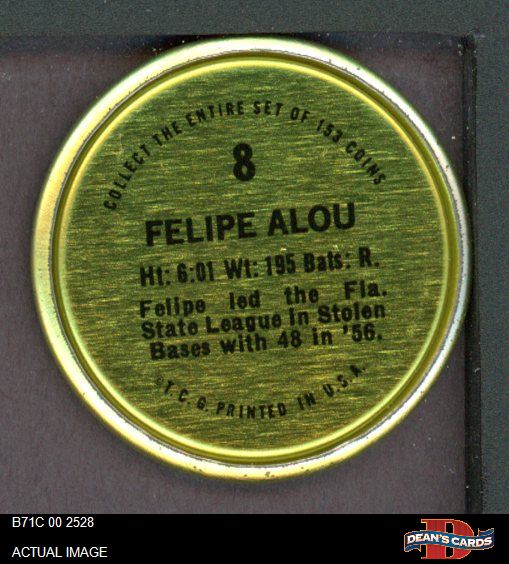 COLLECT THE ENTIRE SET OF 153 COINS
8
FELIPE ALOU
Ht: 6:01 Wt: 195 Bats: R.
Felipe led the Fla.
State League in Stolen
Bases with 48 in '56.
©T.C.G. PRINTED IN U.S.A.
B71C 00 2528
ACTUAL IMAGE
D
DEAN'S CARDS